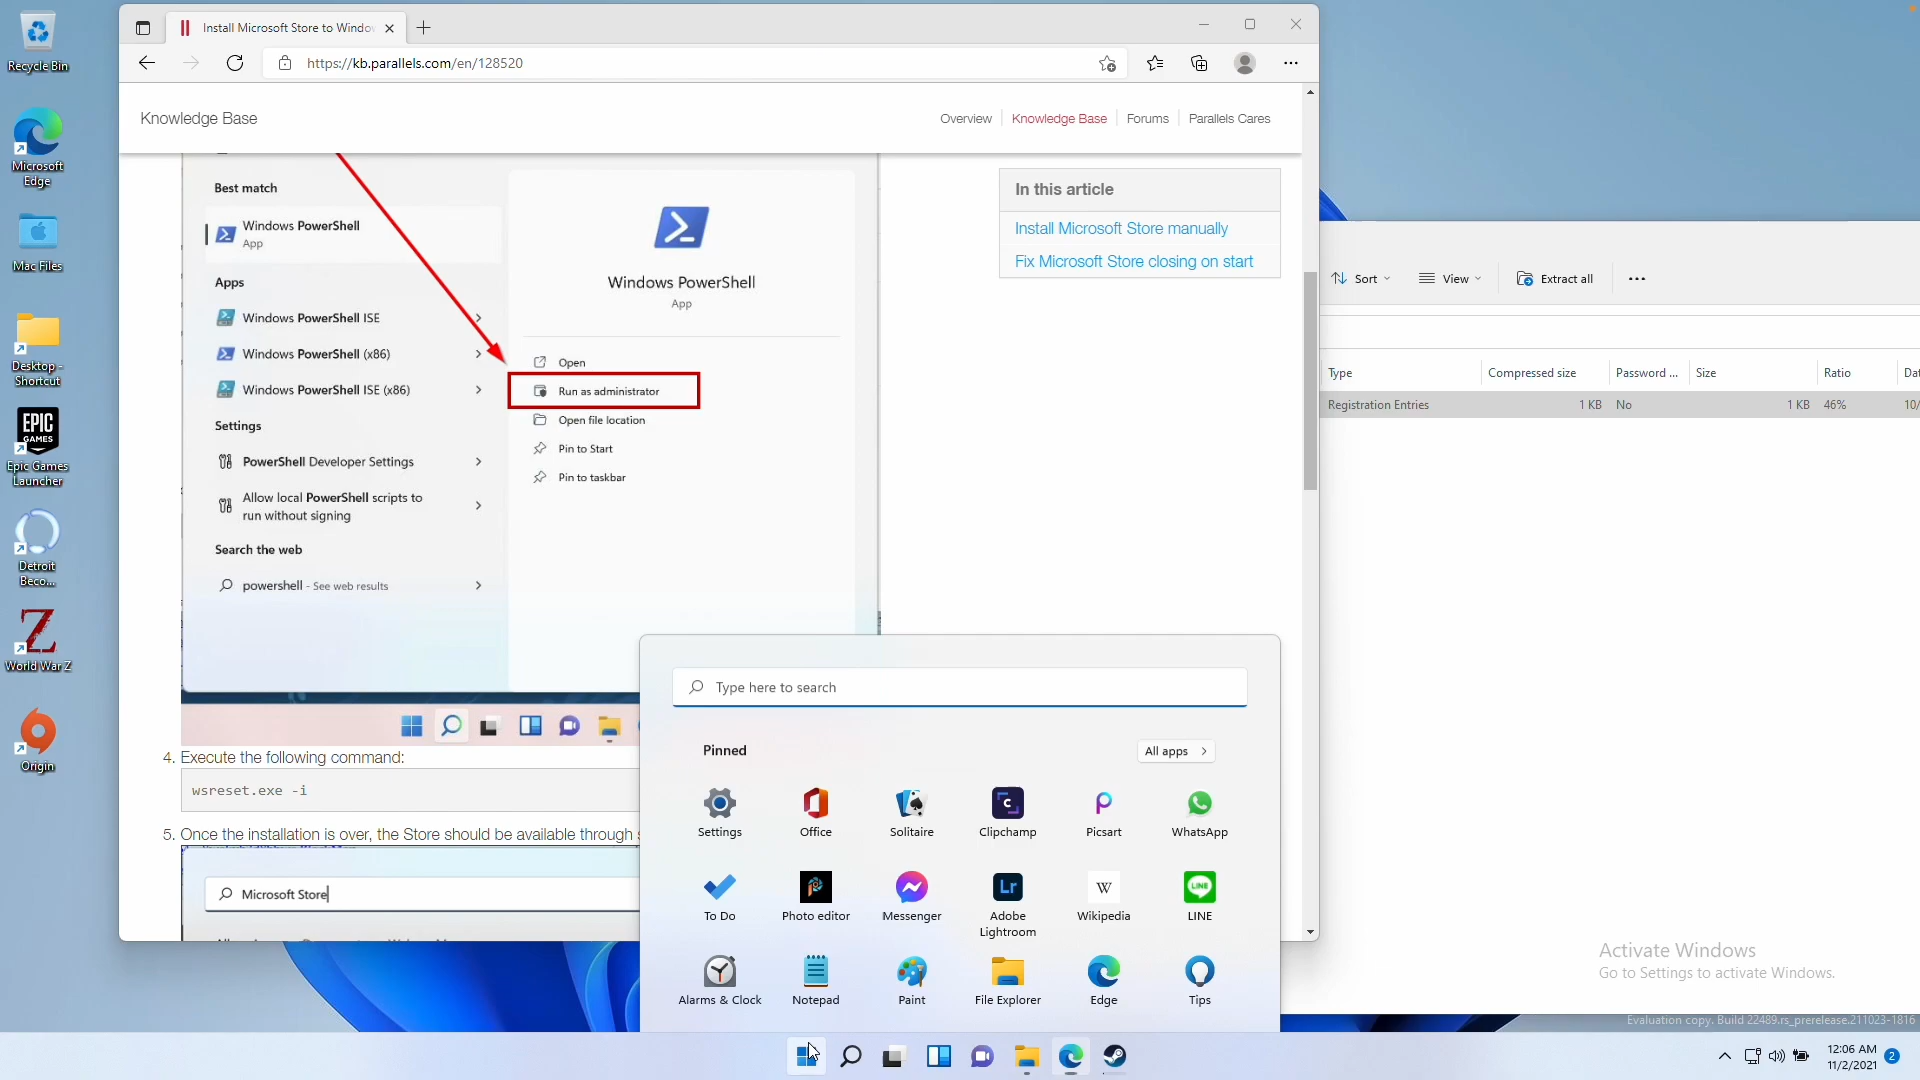 Recycle Bin
Microsoft
Edge
Mac Files
Desktop -
Shortcut
EPIC
GAMES
Epic Games
Launcher
Detroit
Beco...
World War Z
Origin
Install Microsoft Store to Windo
https://kb.parallels.com/en/128520
Knowledge Base
Overview
Knowledge Base
Forums
Parallels Cares
Best match
Windows PowerShell
App
Apps
Windows PowerShell ISE
Windows PowerShell (x86)
Windows PowerShell ISE (x86)
Settings
PowerShell Developer Settings
Allow local PowerShell scripts to
run without signing
Search the web
powershell - See web results
Windows PowerShell
App
Open
Run as administrator
Open file location
Pin to Start
Pin to taskbar
In this article
Install Microsoft Store manually
Fix Microsoft Store closing on start
4. Execute the following command:
wsreset.exe -i
5. Once the installation is over, the Store should be available through
Microsoft Store
Sort
View
Extract all
Type Compressed size Password ... Size Ratio Dat
Registration Entries 1 KB No 1 KB 46% 10/
Type here to search
Pinned
All apps
Settings Office Solitaire Clipchamp Picsart WhatsApp
To Do Photo editor Messenger Adobe
Lightroom Wikipedia LINE
Alarms & Clock Notepad Paint File Explorer Edge Tips
Activate Windows
Go to Settings to activate Windows.
Evaluation copy. Build 22489.rs_prerelease.211023-1816
12:06 AM
11/2/2021
2